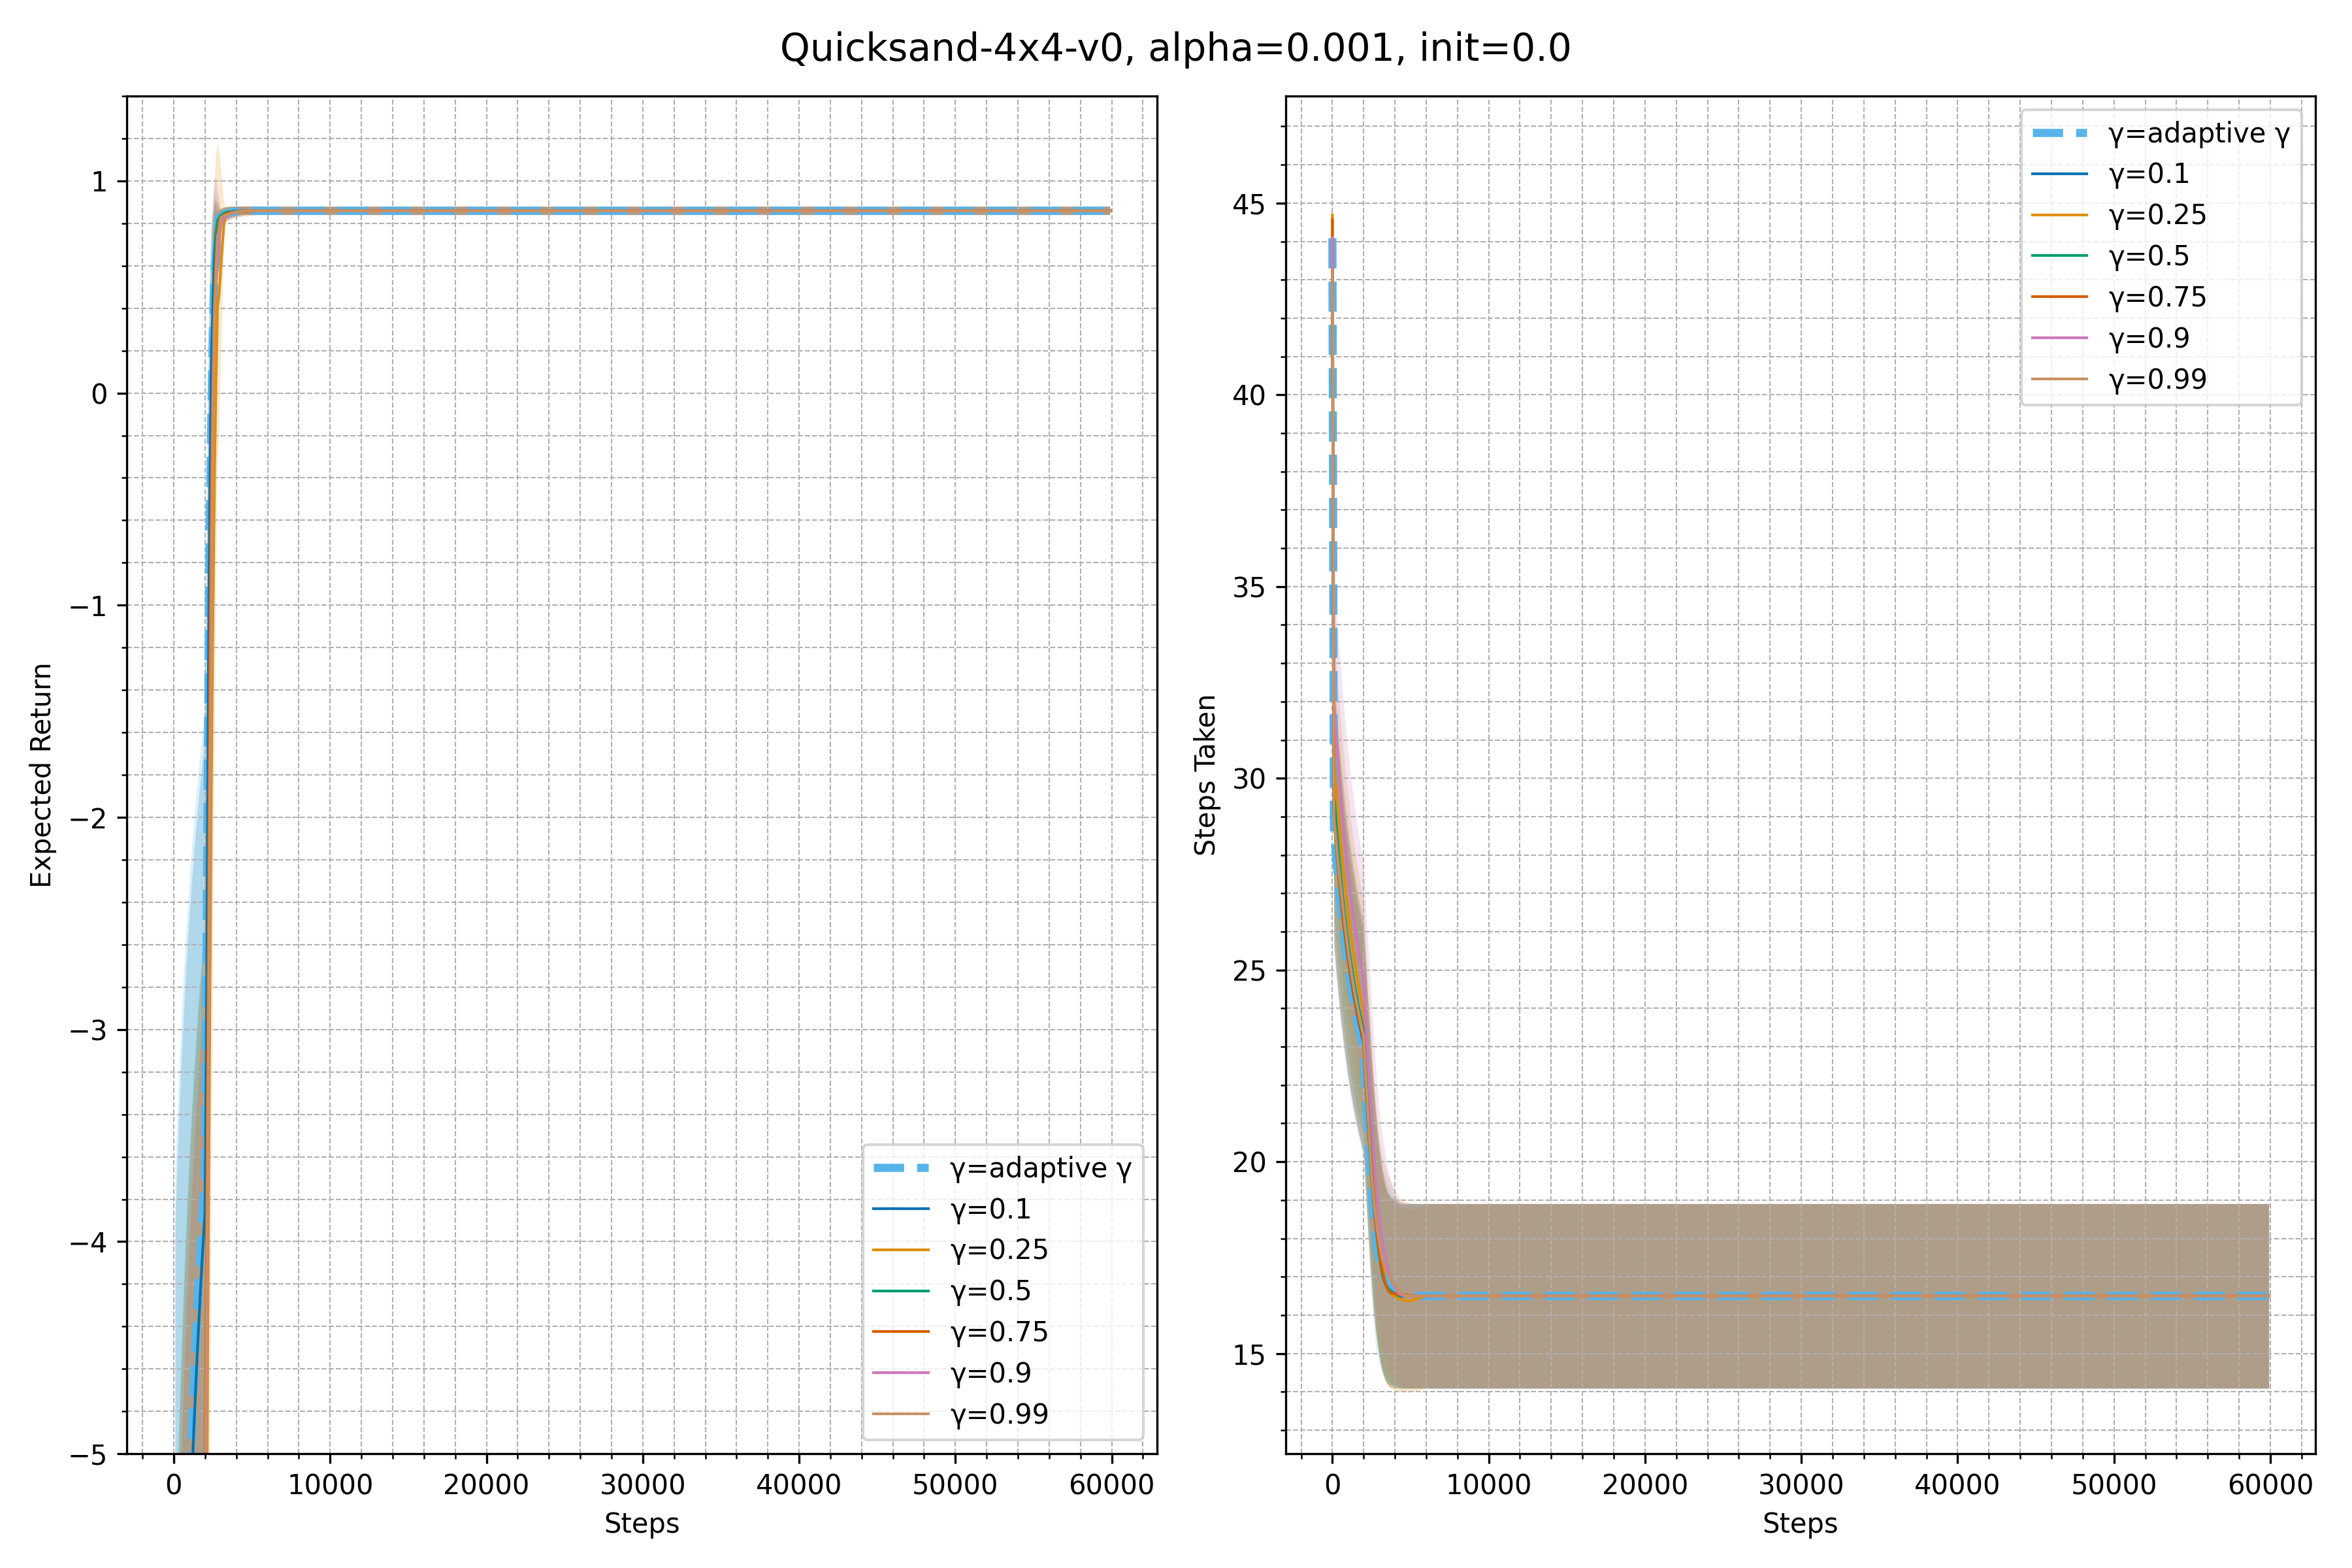 Quicksand-4x4-v0, alpha=0.001, init=0.0
Expected Return
1
0
−1
−2
−3
−4
−5
0 10000 20000 30000 40000 50000 60000
Steps
γ=adaptive γ
γ=0.1
γ=0.25
γ=0.5
γ=0.75
γ=0.9
γ=0.99
Steps Taken
45
40
35
30
25
20
15
0 10000 20000 30000 40000 50000 60000
Steps
γ=adaptive γ
γ=0.1
γ=0.25
γ=0.5
γ=0.75
γ=0.9
γ=0.99